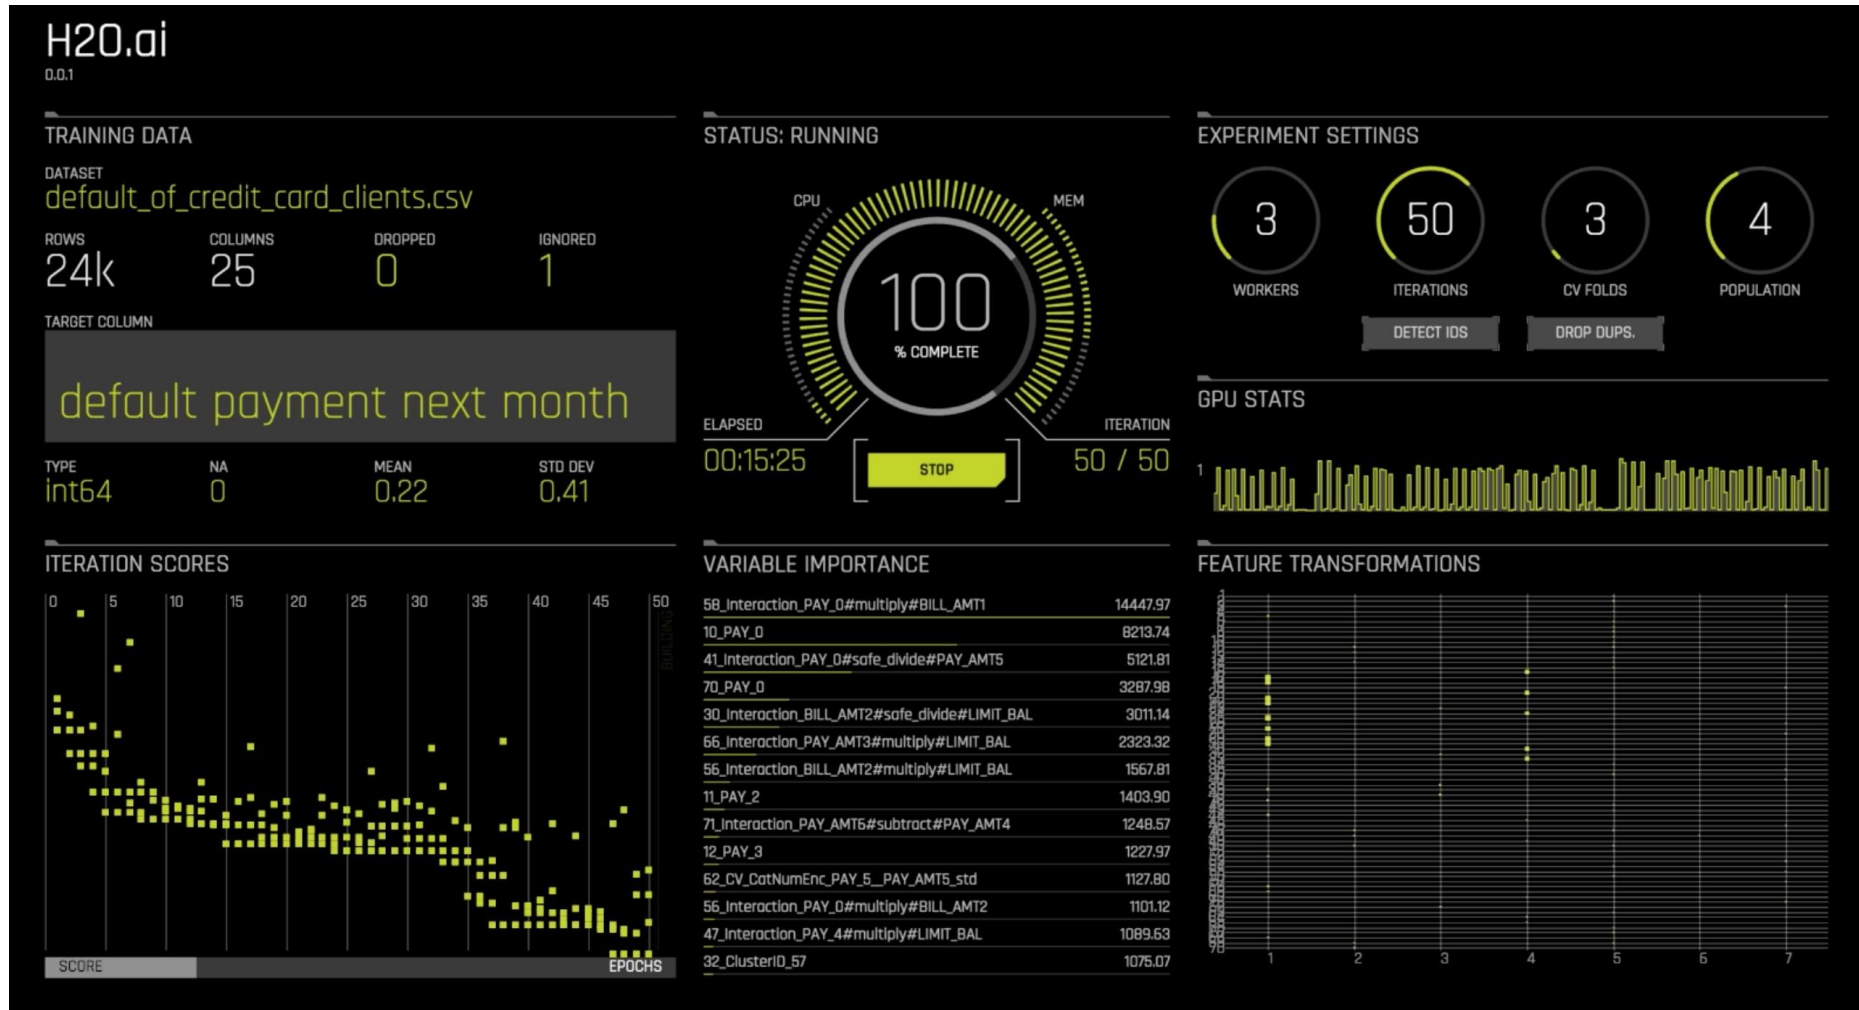 H2O.ai
0.0.1
TRAINING DATA
DATASET
default_of_credit_card_clients.csv
ROWS COLUMNS DROPPED IGNORED
24k 25 0 1
TARGET COLUMN
default payment next month
TYPE NA MEAN STD DEV
int64 0 0.22 0.41
STATUS: RUNNING
CPU MEM
100
% COMPLETE
ELAPSED ITERATION
00:15:25 STOP 50 / 50
EXPERIMENT SETTINGS
3 50 3 4
WORKERS ITERATIONS CV FOLDS POPULATION
DETECT IDS DROP DUPS.
GPU STATS
1
ITERATION SCORES
0 5 10 15 20 25 30 35 40 45 50
BUILDING
SCORE EPOCHS
VARIABLE IMPORTANCE
58_Interaction_PAY_0#multiply#BILL_AMT1 14447.97
10_PAY_0 8213.74
41_Interaction_PAY_0#safe_divide#PAY_AMT5 5121.81
70_PAY_0 3287.98
30_Interaction_BILL_AMT2#safe_divide#LIMIT_BAL 3011.14
66_Interaction_PAY_AMT3#multiply#LIMIT_BAL 2323.32
56_Interaction_BILL_AMT2#multiply#LIMIT_BAL 1567.81
11_PAY_2 1403.90
71_Interaction_PAY_AMT6#subtract#PAY_AMT4 1248.57
12_PAY_3 1227.97
62_CV_CatNumEnc_PAY_5__PAY_AMT5_std 1127.80
56_Interaction_PAY_0#multiply#BILL_AMT2 1101.12
47_Interaction_PAY_4#multiply#LIMIT_BAL 1089.63
32_ClusterID_57 1075.07
FEATURE TRANSFORMATIONS
1 2 3 4 5 6 7